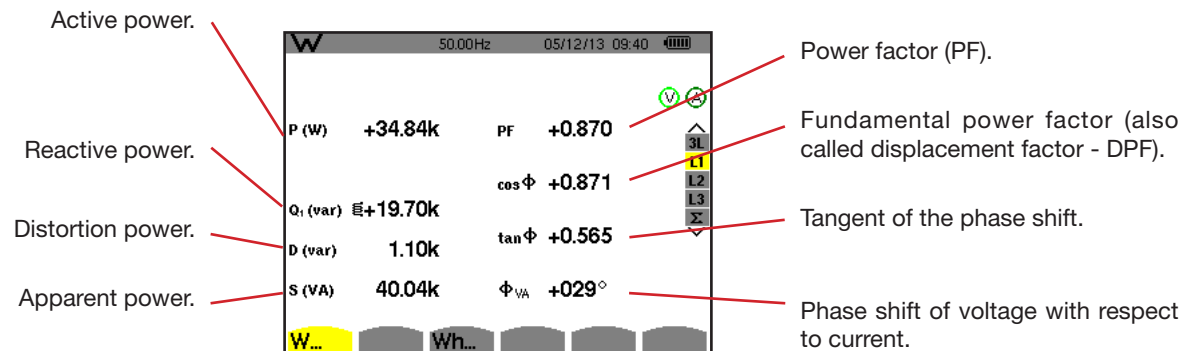 Active power.
Reactive power.
Distortion power.
Apparent power.
W 50.00Hz 05/12/13 09:40
V A
P (W) +34.84k PF +0.870
cos Φ +0.871
Q₁ (var) +19.70k
tan Φ +0.565
D (var) 1.10k
S (VA) 40.04k Φ VA +029°
3L
L1
L2
L3
Σ
W... Wh...
Power factor (PF).
Fundamental power factor (also
called displacement factor - DPF).
Tangent of the phase shift.
Phase shift of voltage with respect
to current.